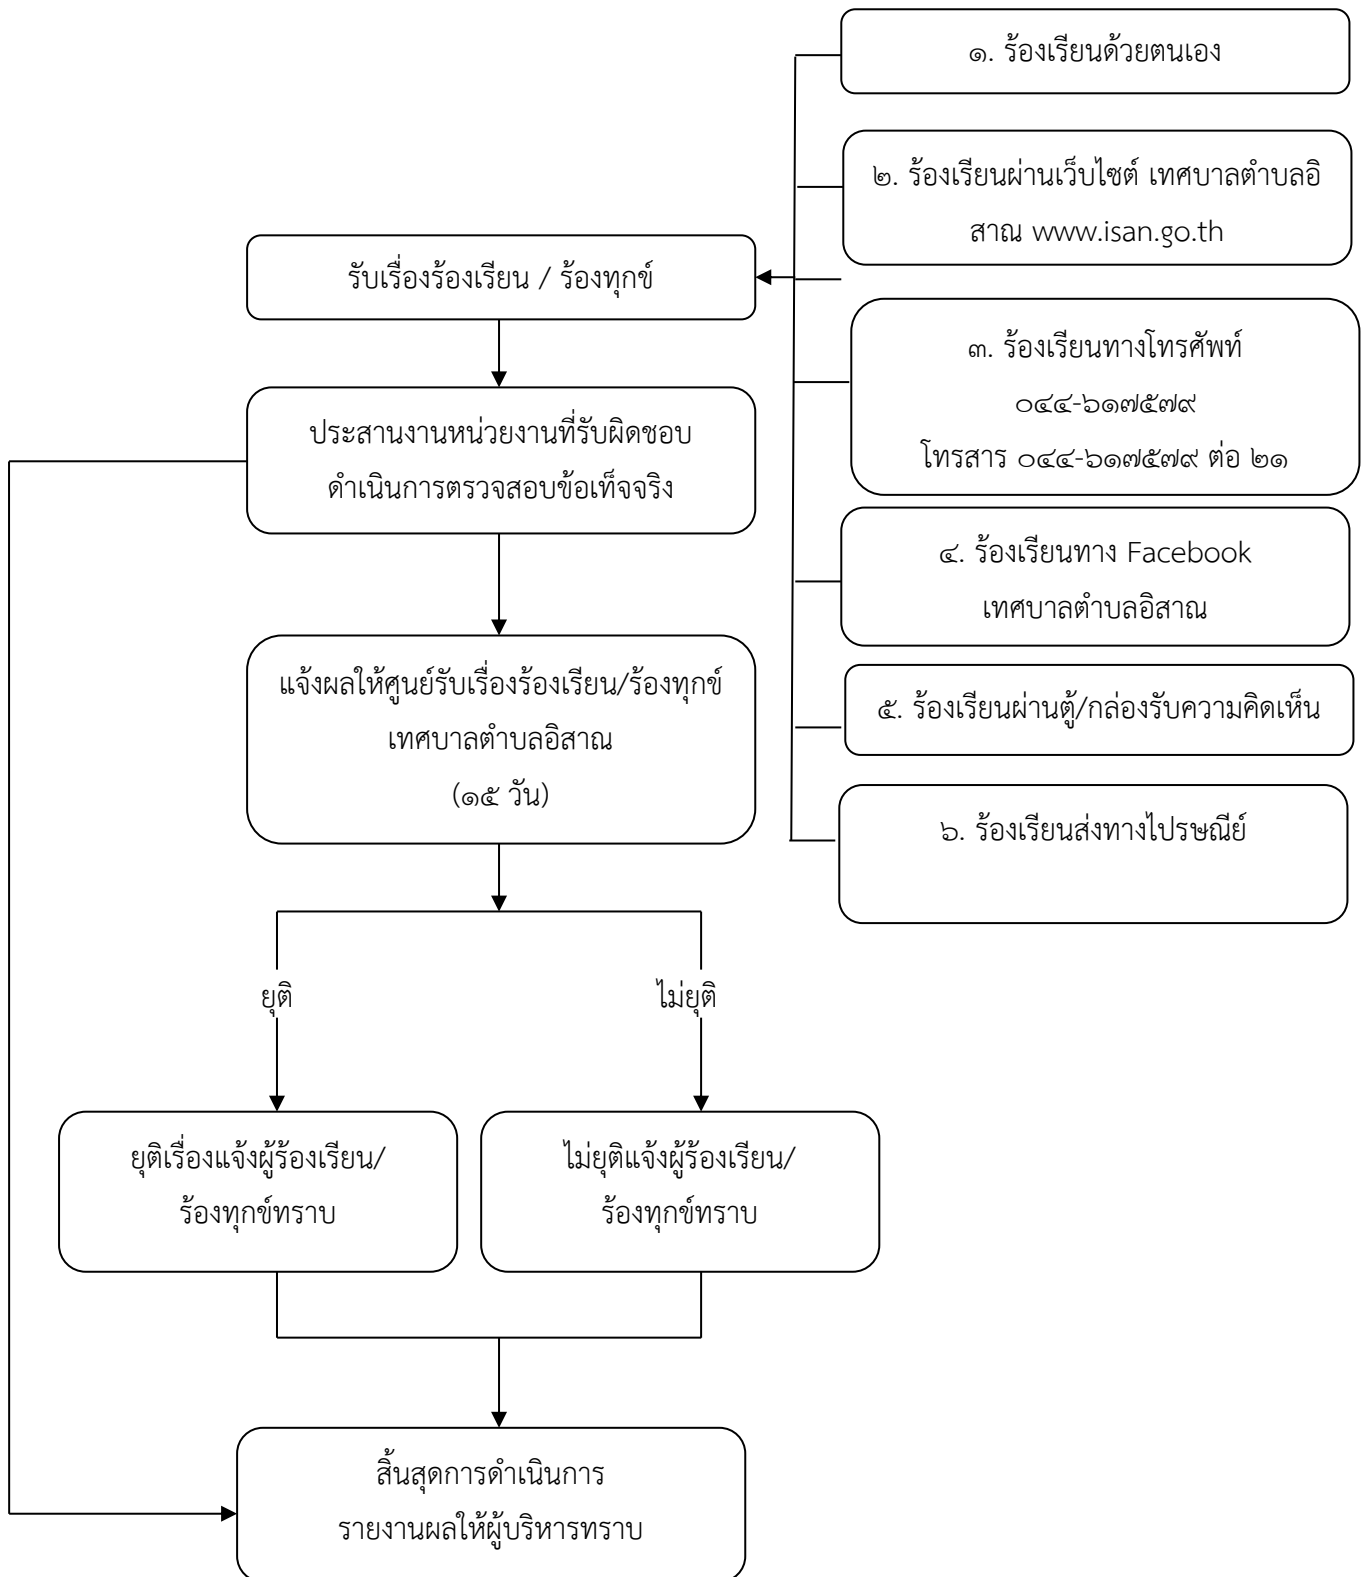 ๑. ร้องเรียนด้วยตนเอง
๒. ร้องเรียนผ่านเว็บไซต์ เทศบาลตำบลอิ
สาณ www.isan.go.th
รับเรื่องร้องเรียน / ร้องทุกข์
๓. ร้องเรียนทางโทรศัพท์
๐๔๔-๖๑๗๕๗๙
โทรสาร ๐๔๔-๖๑๗๕๗๙ ต่อ ๒๑
ประสานงานหน่วยงานที่รับผิดชอบ
ดำเนินการตรวจสอบข้อเท็จจริง
๔. ร้องเรียนทาง Facebook
เทศบาลตำบลอิสาณ
แจ้งผลให้ศูนย์รับเรื่องร้องเรียน/ร้องทุกข์
เทศบาลตำบลอิสาณ
(๑๕ วัน)
๕. ร้องเรียนผ่านตู้/กล่องรับความคิดเห็น
๖. ร้องเรียนส่งทางไปรษณีย์
ยุติ
ไม่ยุติ
ยุติเรื่องแจ้งผู้ร้องเรียน/
ร้องทุกข์ทราบ
ไม่ยุติแจ้งผู้ร้องเรียน/
ร้องทุกข์ทราบ
สิ้นสุดการดำเนินการ
รายงานผลให้ผู้บริหารทราบ